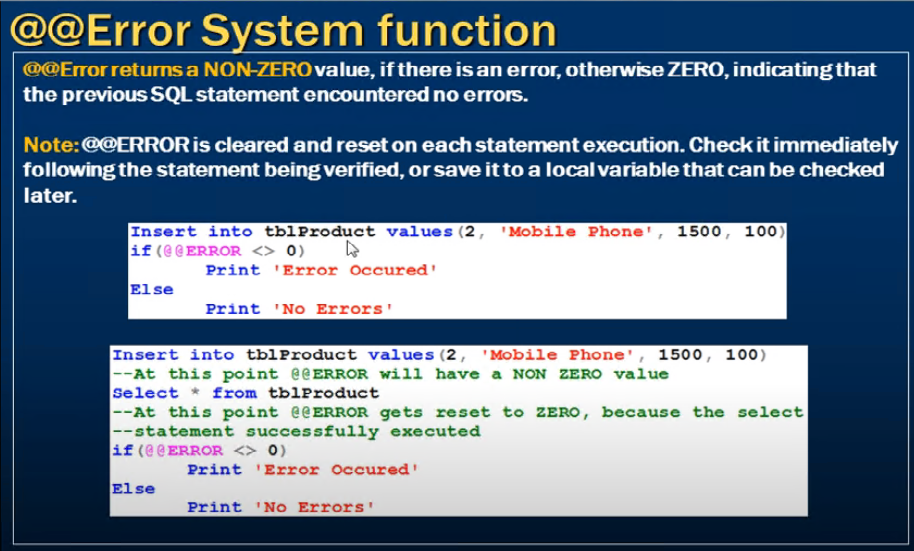 @@Error System function
@@Error returns a NON-ZERO value, if there is an error, otherwise ZERO, indicating that
the previous SQL statement encountered no errors.
Note: @@ERROR is cleared and reset on each statement execution. Check it immediately
following the statement being verified, or save it to a local variable that can be checked
later.
Insert into tblProduct values(2, 'Mobile Phone', 1500, 100)
if(@@ERROR <> 0)
Print 'Error Occured'
Else
Print 'No Errors'
Insert into tblProduct values(2, 'Mobile Phone', 1500, 100)
--At this point @@ERROR will have a NON ZERO value
Select * from tblProduct
--At this point @@ERROR gets reset to ZERO, because the select
--statement successfully executed
if(@@ERROR <> 0)
Print 'Error Occured'
Else
Print 'No Errors'